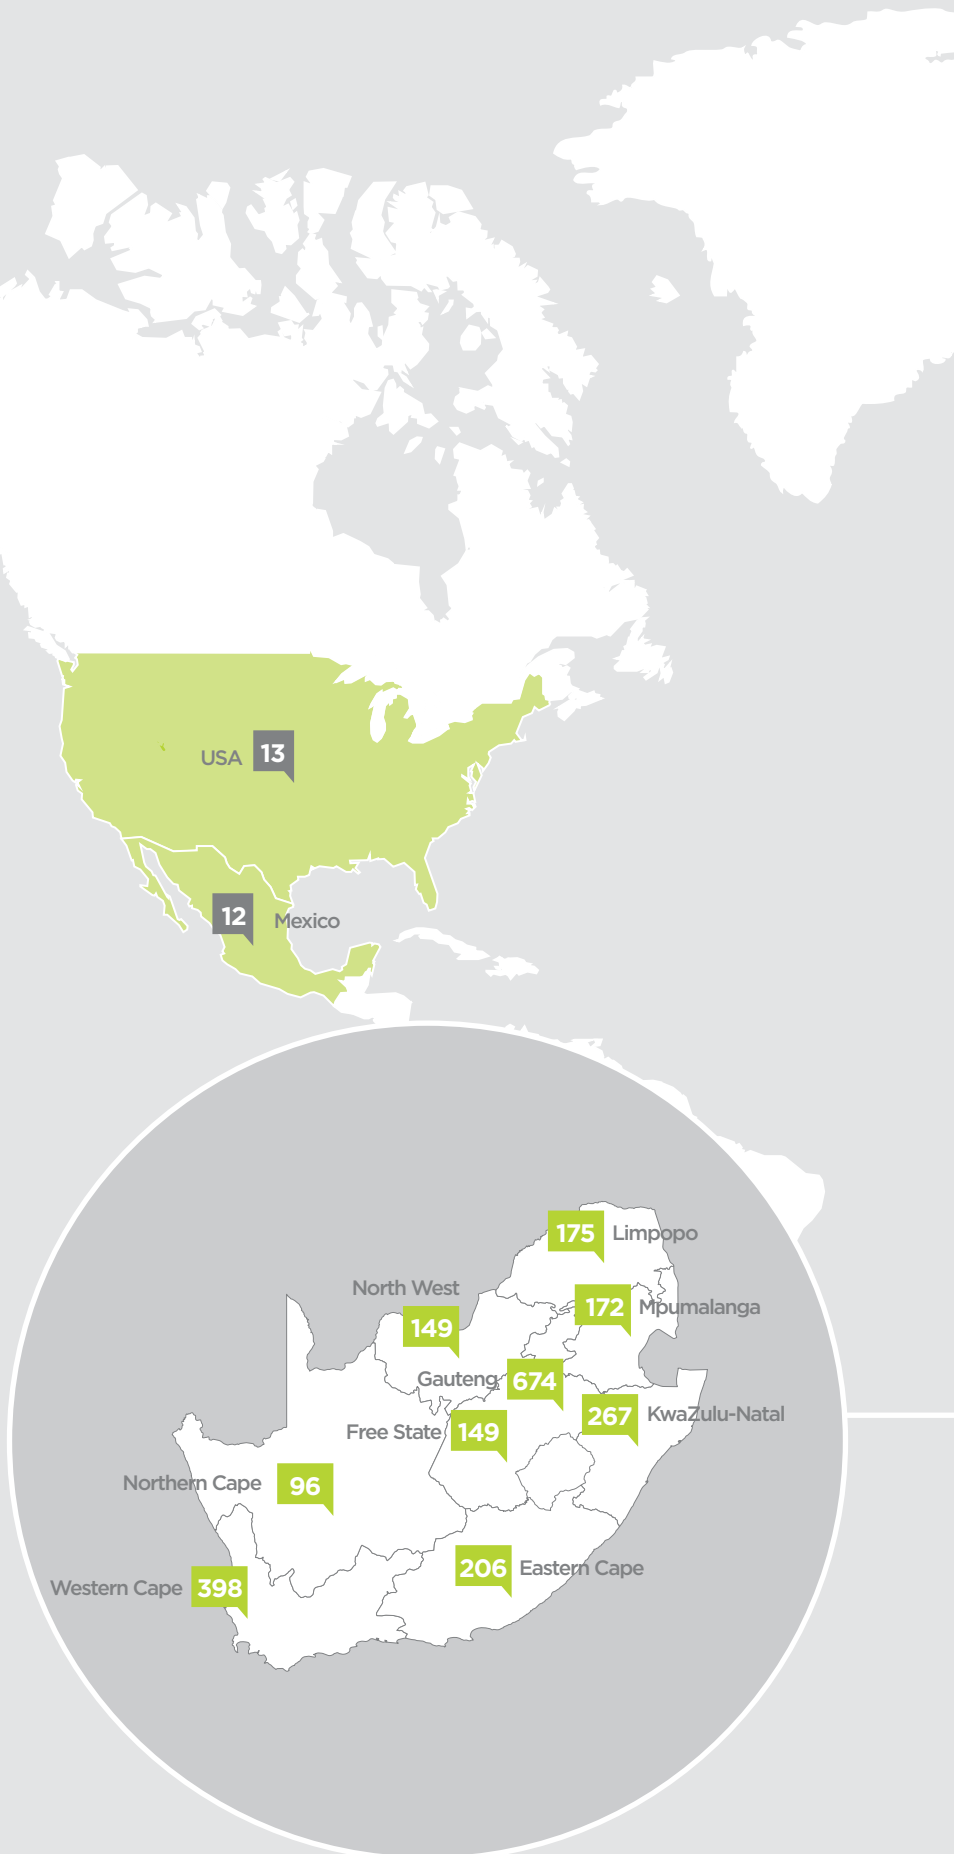 USA 13
12 Mexico
175 Limpopo
North West
149
172 Mpumalanga
Gauteng 674
267 KwaZulu-Natal
Free State 149
Northern Cape 96
206 Eastern Cape
Western Cape 398